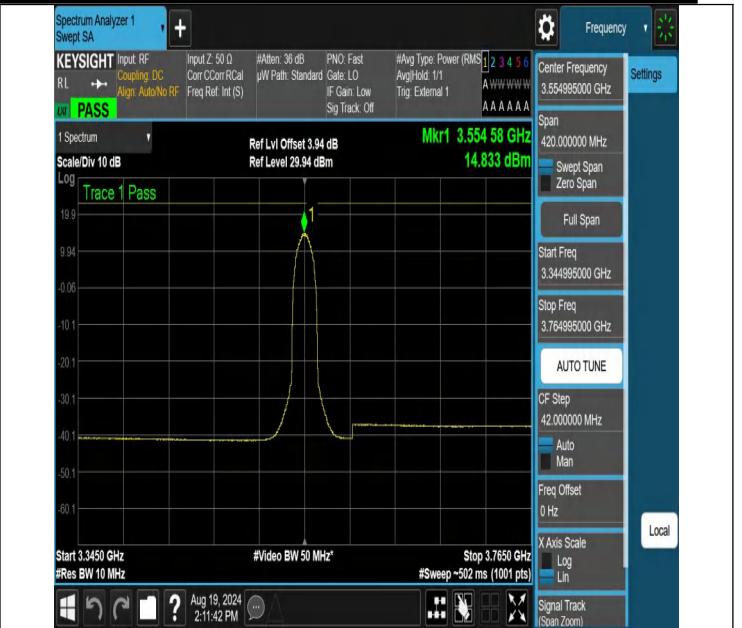 Spectrum Analyzer 1
Swept SA
+
Frequency
KEYSIGHT
RL
PASS
Input: RF
Coupling: DC
Align: Auto/No RF
Input Z: 50 Ω
Corr CCorr RCal
Freq Ref: Int (S)
#Atten: 36 dB
µW Path: Standard
PNO: Fast
Gate: LO
IF Gain: Low
Sig Track: Off
#Avg Type: Power (RMS
Avg|Hold: 1/1
Trig: External 1
1 2 3 4 5 6
A W W W W W
A A A A A A
Center Frequency
3.554995000 GHz
Settings
Span
420.000000 MHz
Swept Span
Zero Span
Full Span
Start Freq
3.344995000 GHz
Stop Freq
3.764995000 GHz
AUTO TUNE
CF Step
42.000000 MHz
Auto
Man
Freq Offset
0 Hz
X Axis Scale
Log
Lin
Local
Signal Track
(Span Zoom)
1 Spectrum
Scale/Div 10 dB
Log
Ref Lvl Offset 3.94 dB
Ref Level 29.94 dBm
Mkr1 3.554 58 GHz
14.833 dBm
Trace 1 Pass
1
19.9
9.94
-0.06
-10.1
-20.1
-30.1
-40.1
-50.1
-60.1
Start 3.3450 GHz
#Res BW 10 MHz
#Video BW 50 MHz*
Stop 3.7650 GHz
#Sweep ~502 ms (1001 pts)
?
Aug 19, 2024
2:11:42 PM